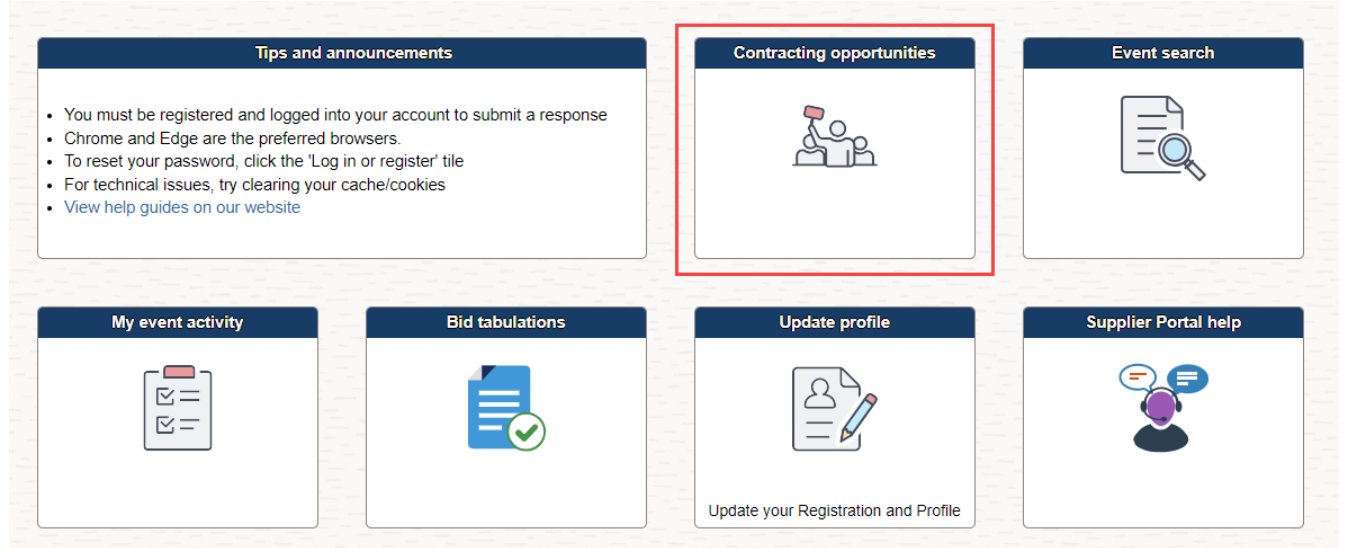 Tips and announcements
You must be registered and logged into your account to submit a response
Chrome and Edge are the preferred browsers.
To reset your password, click the 'Log in or register' tile
For technical issues, try clearing your cache/cookies
View help guides on our website
Contracting opportunities
Event search
My event activity
Bid tabulations
Update profile
Update your Registration and Profile
Supplier Portal help